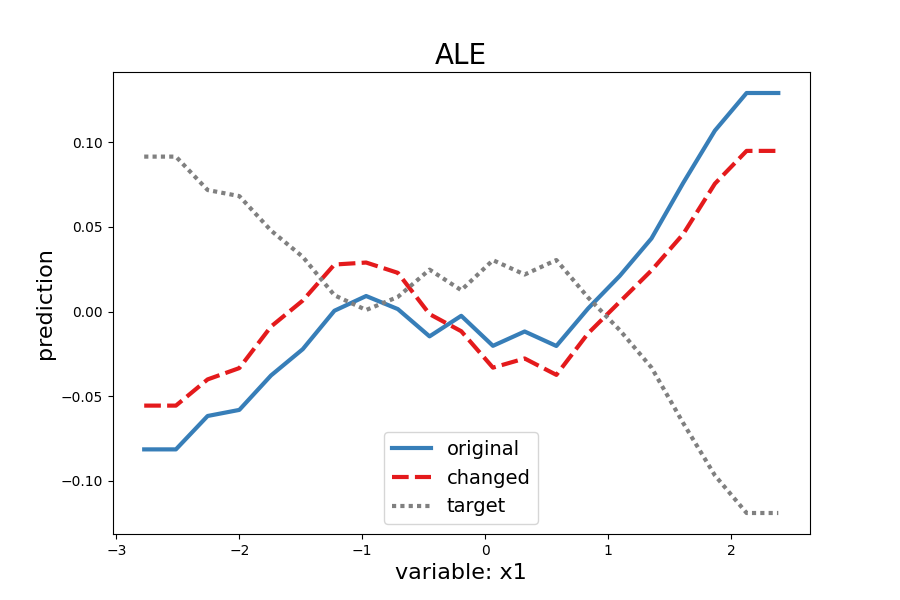 ALE
prediction
0.10
0.05
0.00
−0.05
−0.10
original
changed
target
−3
−2
−1
0
1
2
variable: x1